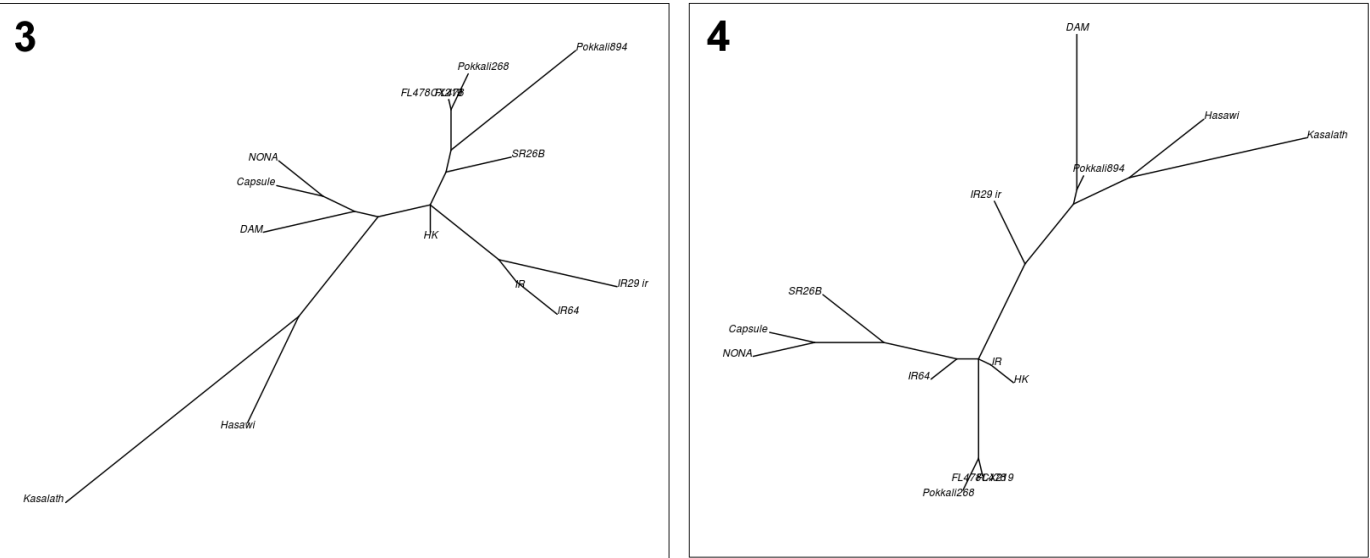 3
Pokkali894
Pokkali268
NONA
SR26B
Capsule
DAM
HK
IR
IR29 ir
IR64
Hasawi
Kasalath
4
DAM
Hasawi
Kasalath
Pokkali894
IR29 ir
SR26B
Capsule
NONA
IR
IR64
HK
Pokkali268